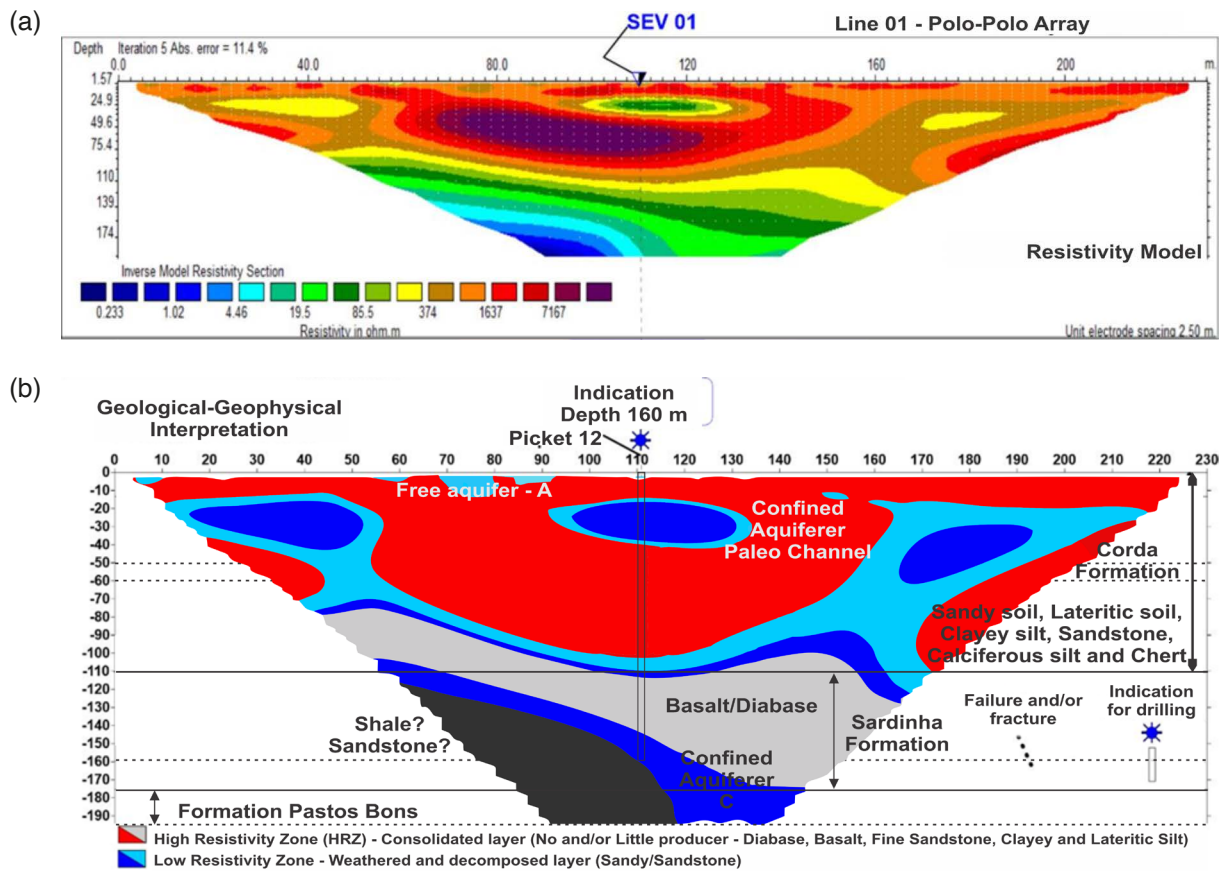 (a)
SEV 01
Line 01 - Polo-Polo Array
Depth Iteration 5 Abs. error = 11.4 %
0.0 40.0 80.0 120 160 200 m.
1.57
24.9
49.6
75.4
110
139
174
Resistivity Model
Inverse Model Resistivity Section
0.233 1.02 4.46 19.5 85.5 374 1637 7167
Resistivity in ohm.m
Unit electrode spacing 2.50 m.
(b)
Geological-Geophysical
Interpretation
Indication
Depth 160 m
Picket 12
0 10 20 30 40 50 60 70 80 90 100 110 120 130 140 150 160 170 180 190 200 210 220 230
0
-10
-20
-30
-40
-50
-60
-70
-80
-90
-100
-110
-120
-130
-140
-150
-160
-170
-180
-190
Free aquifer - A
Confined
Aquiferer
Paleo Channel
Corda
Formation
Sandy soil, Lateritic soil,
Clayey silt, Sandstone,
Calciferous silt and Chert
Basalt/Diabase
Sardinha
Formation
Failure and/or
fracture
Indication
for drilling
Shale?
Sandstone?
Confined
Aquiferer
C
Formation Pastos Bons
High Resistivity Zone (HRZ) - Consolidated layer (No and/or Little producer - Diabase, Basalt, Fine Sandstone, Clayey and Lateritic Silt)
Low Resistivity Zone - Weathered and decomposed layer (Sandy/Sandstone)